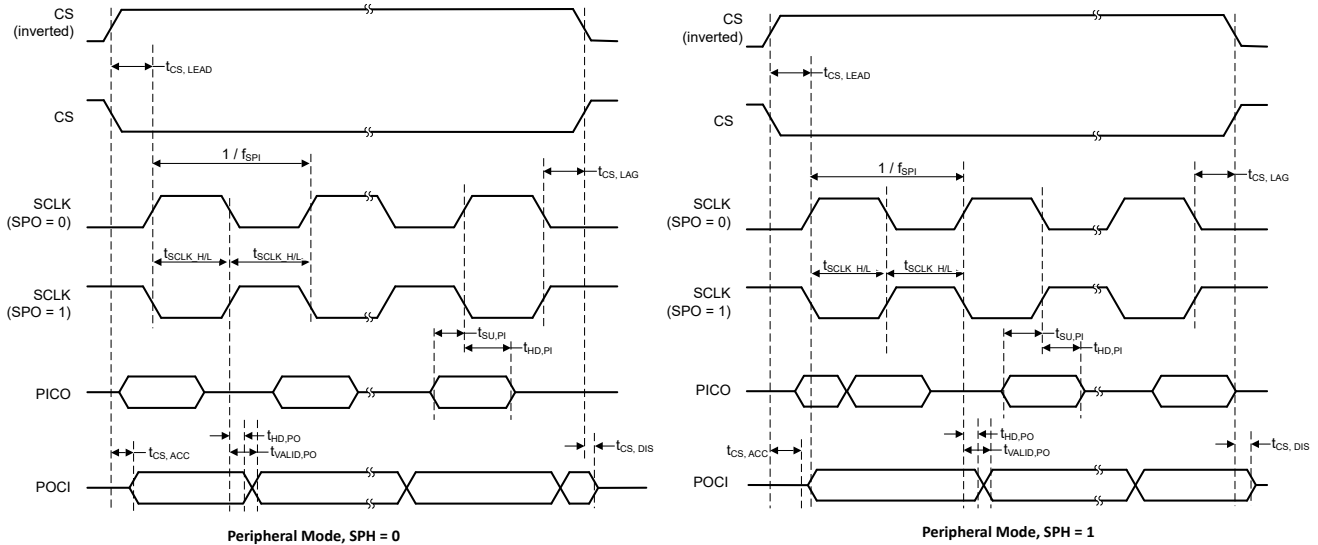 CS
(inverted)
tCS, LEAD
CS
1 / fSPI
tCS, LAG
SCLK
(SPO = 0)
tSCLK_H/L
tSCLK_H/L
SCLK
(SPO = 1)
tSU,PI
tHD,PI
PICO
tHD,PO
tVALID,PO
tCS, ACC
tCS, DIS
POCI
Peripheral Mode, SPH = 0
CS
(inverted)
tCS, LEAD
CS
1 / fSPI
tCS, LAG
SCLK
(SPO = 0)
tSCLK_H/L
tSCLK_H/L
SCLK
(SPO = 1)
tSU,PI
tHD,PI
PICO
tHD,PO
tVALID,PO
tCS, ACC
tCS, DIS
POCI
Peripheral Mode, SPH = 1